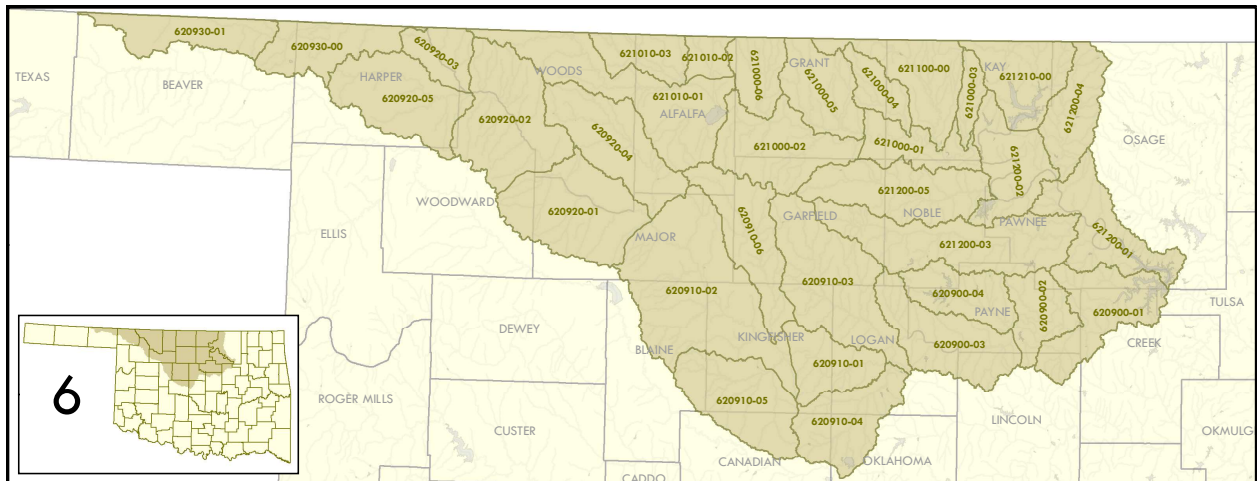 620930-01
620930-00
620920-03
621010-03
621010-02
621000-06
GRANT
621000-05
621000-04
621100-00
621000-03
KAY
621210-00
621200-04
TEXAS
BEAVER
HARPER
WOODS
620920-05
620920-02
621010-01
ALFALFA
620920-04
621000-02
621000-01
621200-02
OSAGE
WOODWARD
620920-01
621200-05
GARFIELD
NOBLE
PAWNEE
ELLIS
MAJOR
620910-06
621200-03
621200-01
620910-02
620910-03
620900-04
620900-02
PAYNE
620900-01
TULSA
DEWEY
BLAINE
KINGFISHER
LOGAN
620900-03
CREEK
620910-01
6
ROGER MILLS
620910-05
620910-04
LINCOLN
CUSTER
OKMULG
CANADIAN
OKLAHOMA
CADDO